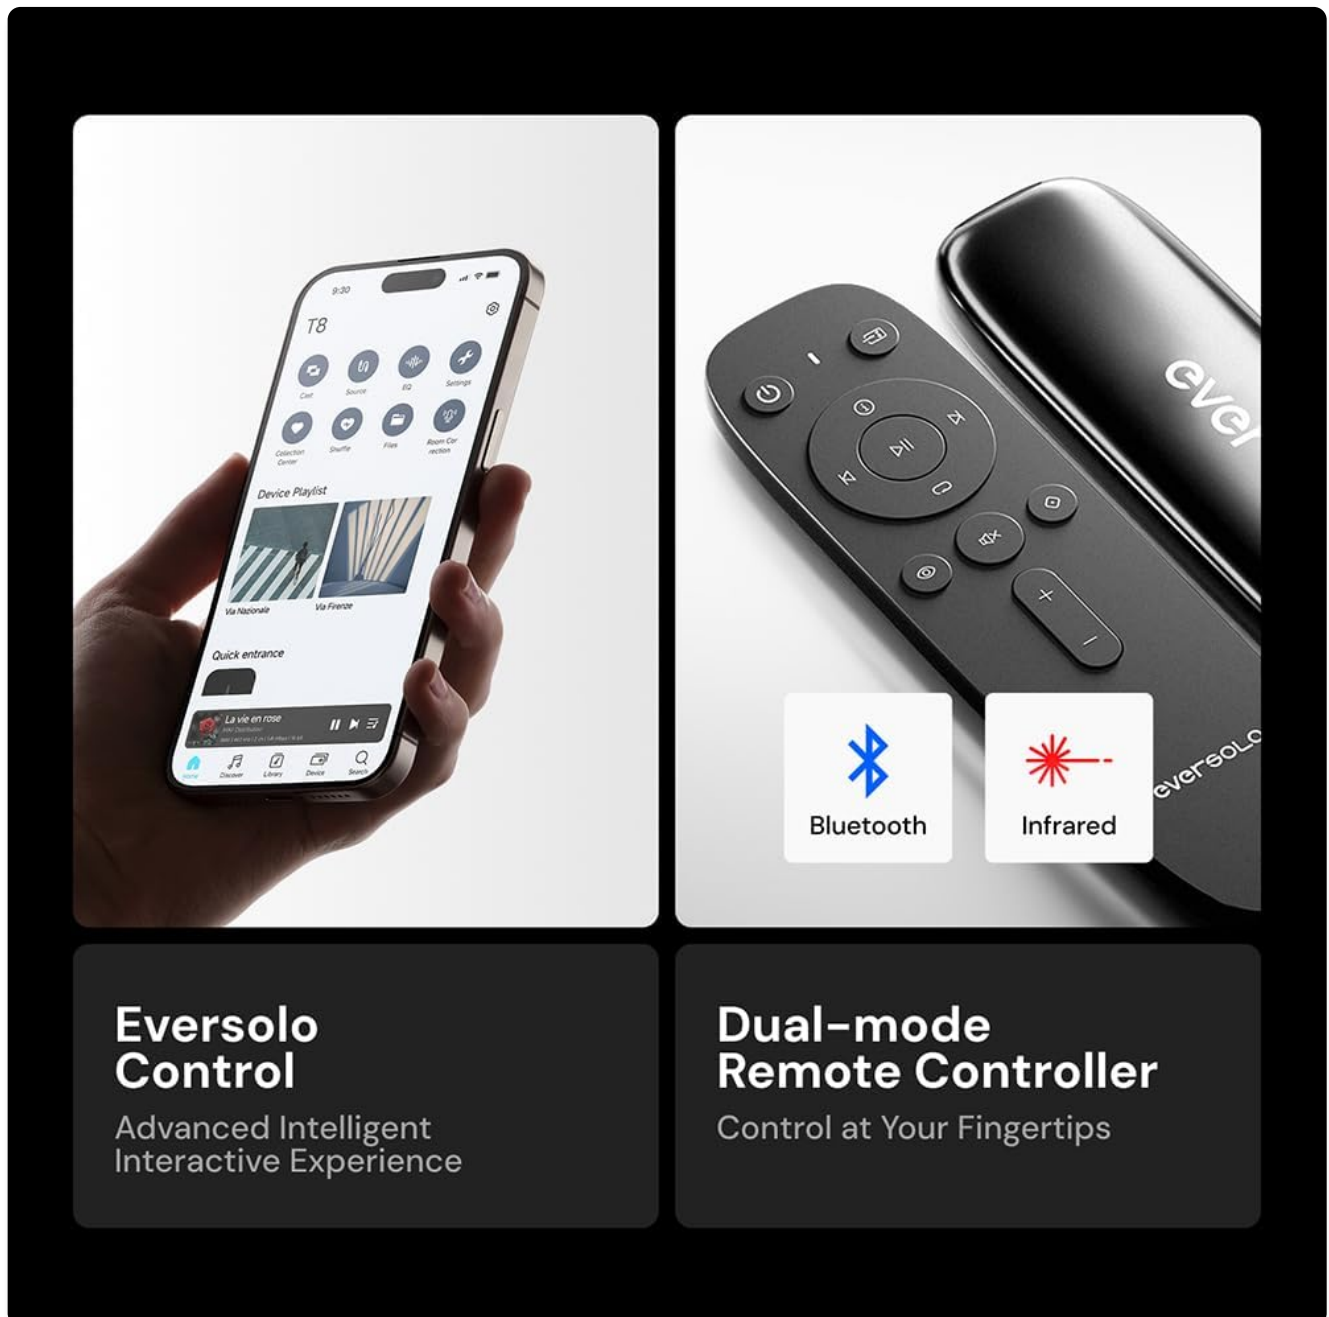 9:30
T8
Cast
Source
EQ
Settings
Collection
Center
Shuffle
Files
Room Cor
rection
Device Playlist
Via Nazionale
Via Firenze
Quick entrance
La vie en rose
Home
Discover
Library
Device
Search
ever
eversolo
Bluetooth
Infrared
Eversolo
Control
Advanced Intelligent
Interactive Experience
Dual-mode
Remote Controller
Control at Your Fingertips